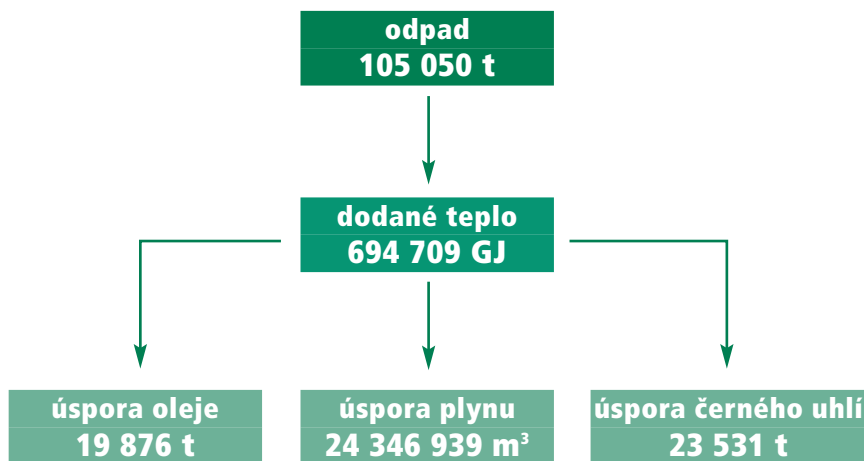 odpad
105 050 t
dodané teplo
694 709 GJ
úspora oleje
19 876 t
úspora plynu
24 346 939 m³
úspora černého uhlí
23 531 t